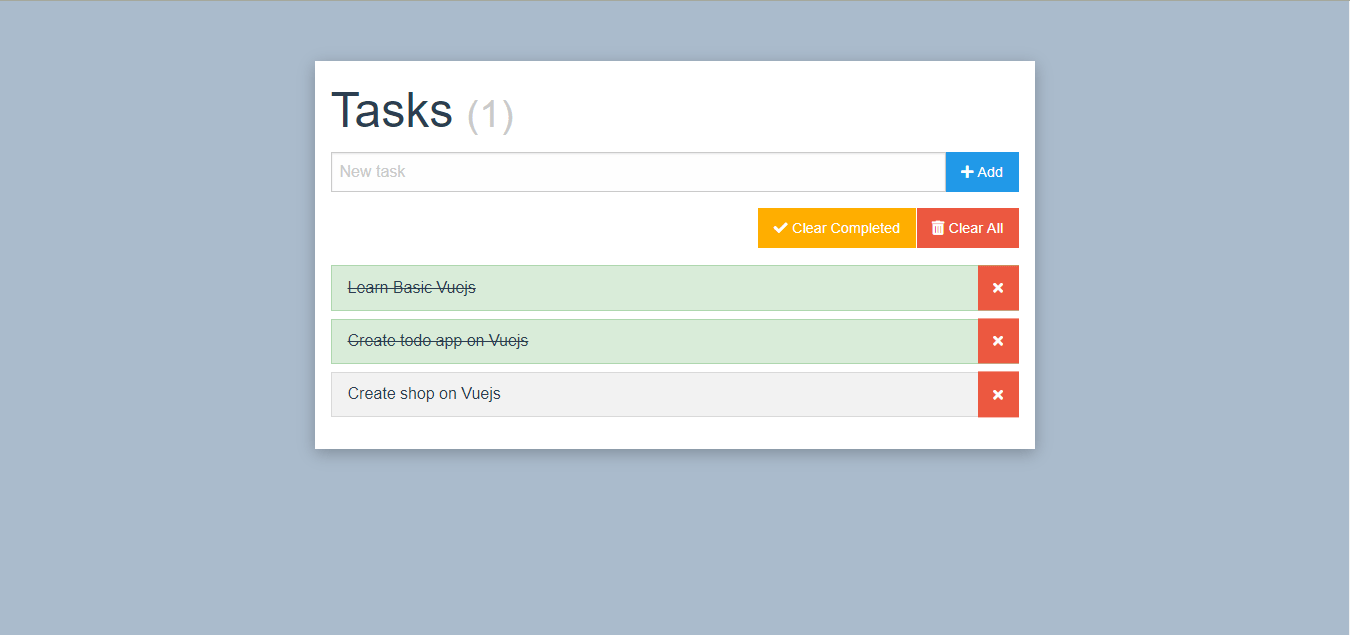 Tasks (1)
New task
Add
Clear Completed
Clear All
Learn Basic Vuejs
Create todo app on Vuejs
Create shop on Vuejs